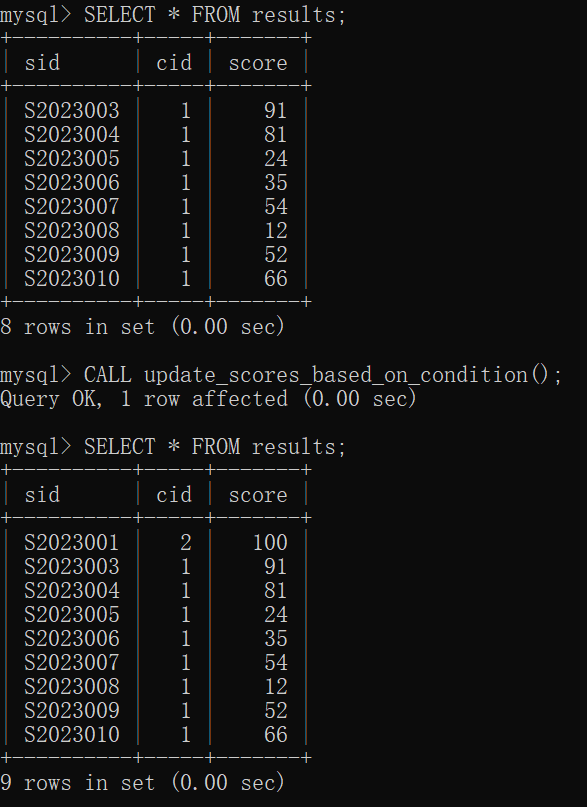 mysql> SELECT * FROM results;
+----------+-----+-------+
| sid      | cid | score |
+----------+-----+-------+
| S2023003 |   1 |    91 |
| S2023004 |   1 |    81 |
| S2023005 |   1 |    24 |
| S2023006 |   1 |    35 |
| S2023007 |   1 |    54 |
| S2023008 |   1 |    12 |
| S2023009 |   1 |    52 |
| S2023010 |   1 |    66 |
+----------+-----+-------+
8 rows in set (0.00 sec)
mysql> CALL update_scores_based_on_condition();
Query OK, 1 row affected (0.00 sec)
mysql> SELECT * FROM results;
+----------+-----+-------+
| sid      | cid | score |
+----------+-----+-------+
| S2023001 |   2 |   100 |
| S2023003 |   1 |    91 |
| S2023004 |   1 |    81 |
| S2023005 |   1 |    24 |
| S2023006 |   1 |    35 |
| S2023007 |   1 |    54 |
| S2023008 |   1 |    12 |
| S2023009 |   1 |    52 |
| S2023010 |   1 |    66 |
+----------+-----+-------+
9 rows in set (0.00 sec)